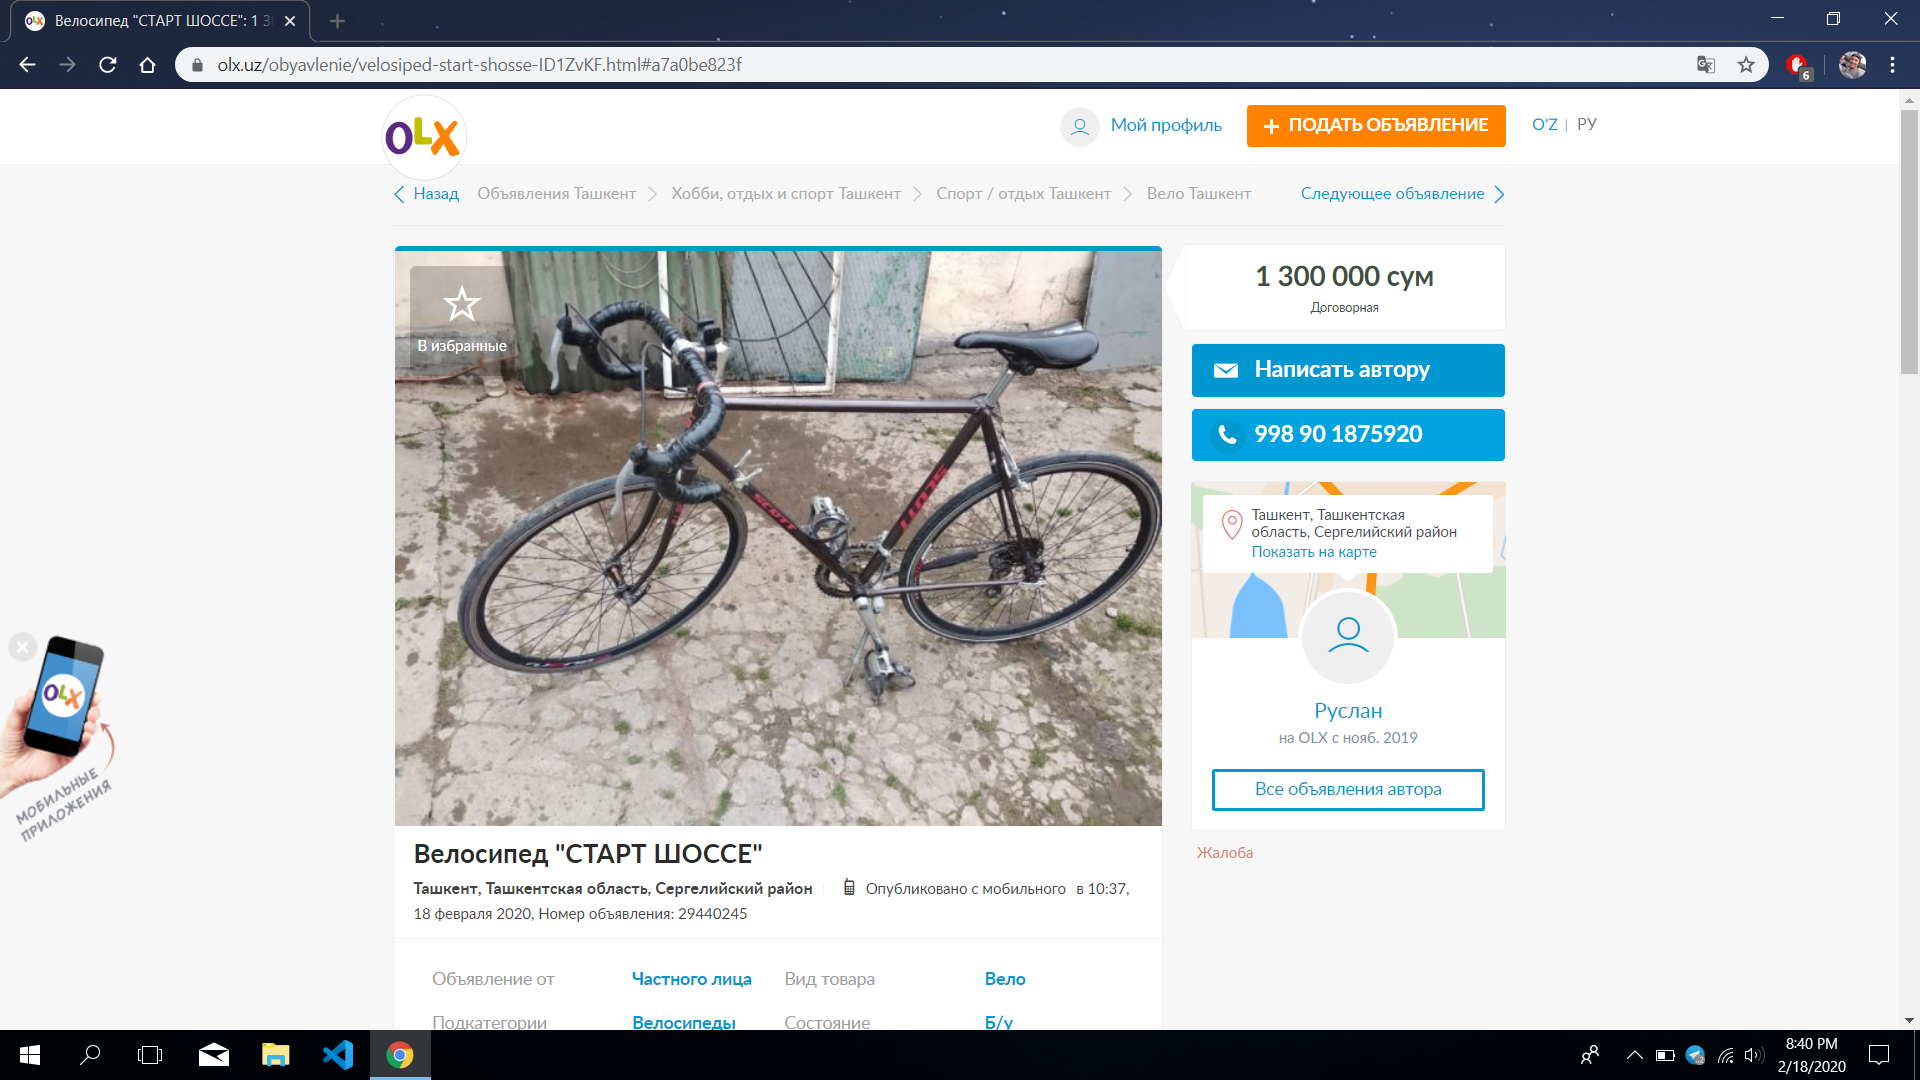 Велосипед "СТАРТ ШОССЕ": 1 3
olx.uz/obyavlenie/velosiped-start-shosse-ID1ZvKF.html#a7a0be823f
6
OLX
Мой профиль
+ ПОДАТЬ ОБЪЯВЛЕНИЕ
O'Z | РУ
Назад
Объявления Ташкент
Хобби, отдых и спорт Ташкент
Спорт / отдых Ташкент
Вело Ташкент
Следующее объявление
В избранные
SCOTT
SCOTT
1 300 000 сум
Договорная
Написать автору
998 90 1875920
Ташкент, Ташкентская
область, Сергелийский район
Показать на карте
Руслан
на OLX с нояб. 2019
Все объявления автора
Жалоба
OLX
МОБИЛЬНЫЕ
ПРИЛОЖЕНИЯ
Велосипед "СТАРТ ШОССЕ"
Ташкент, Ташкентская область, Сергелийский район | Опубликовано с мобильного в 10:37,
18 февраля 2020, Номер объявления: 29440245
Объявление от Частного лица Вид товара Вело
Подкатегории Велосипеды Состояние Б/у
8:40 PM
2/18/2020